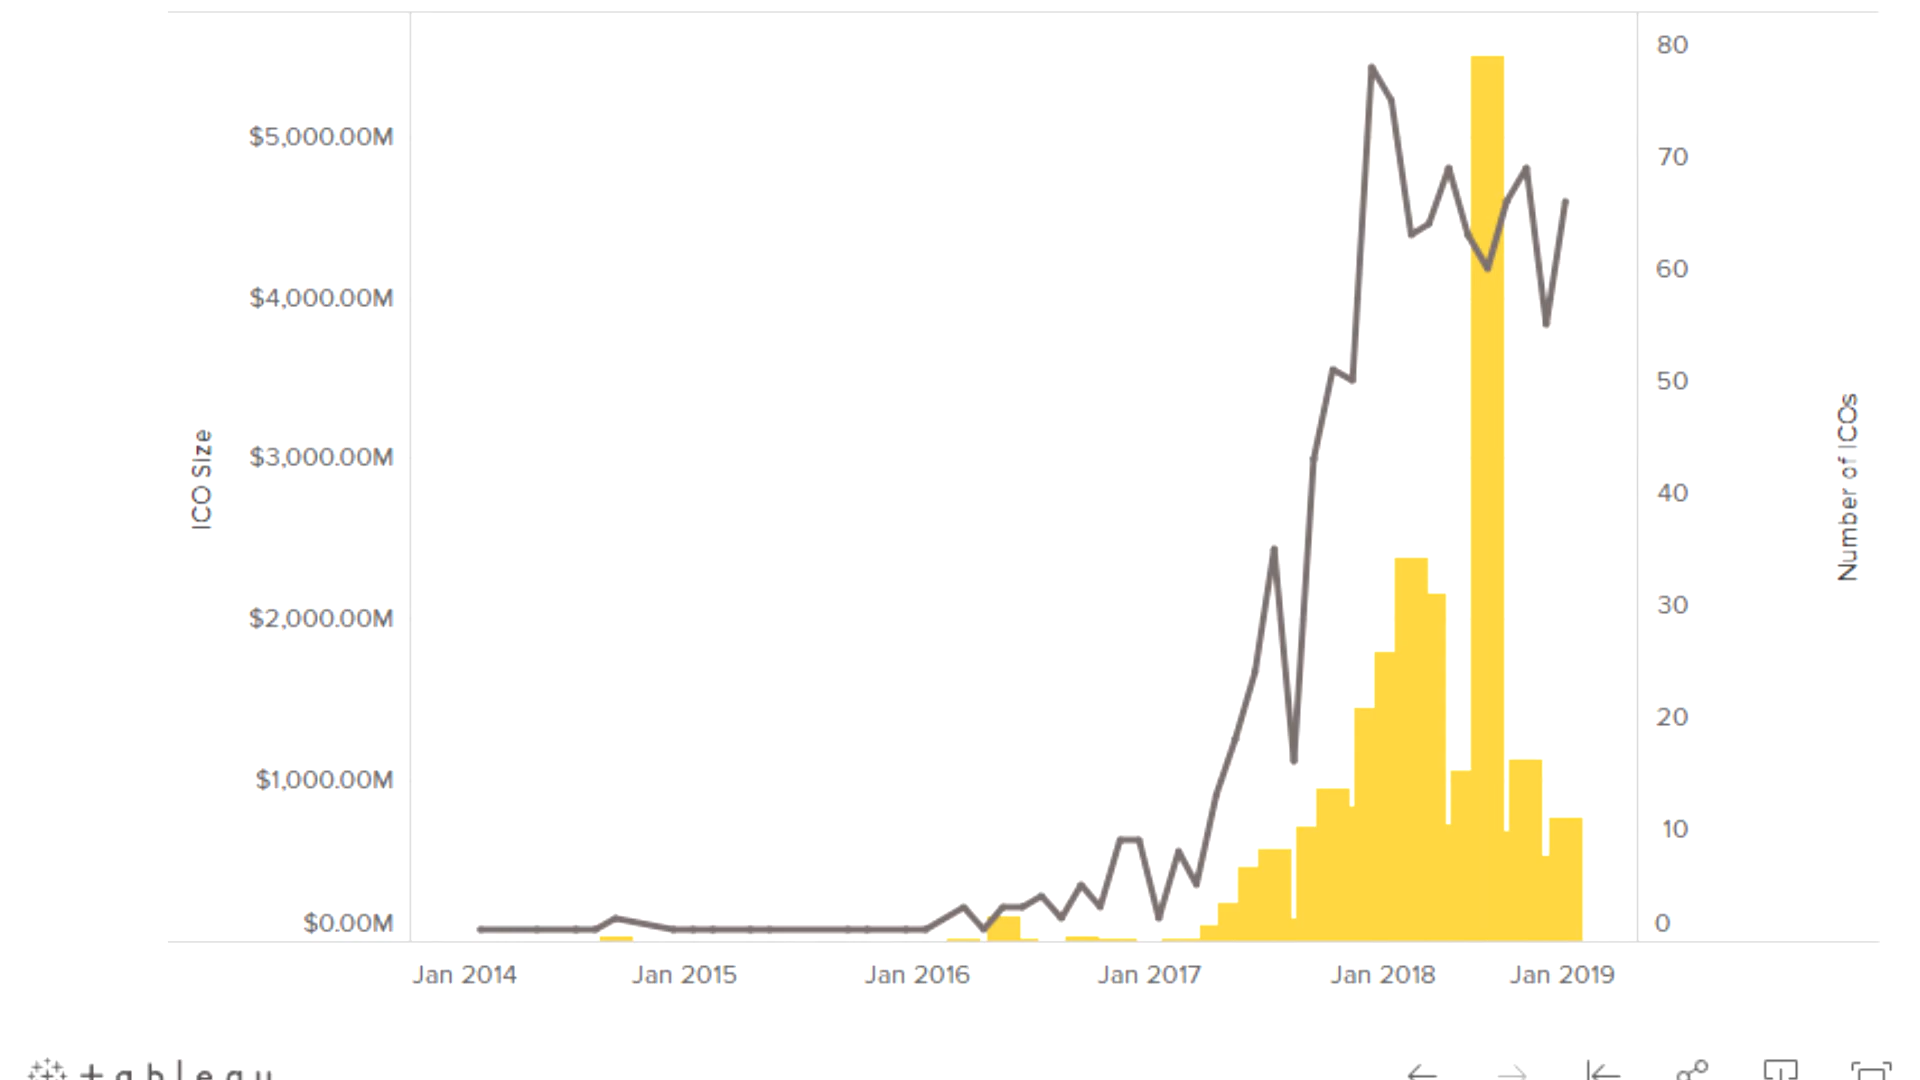 80
$5,000.00M
70
60
$4,000.00M
50
ICO Size
$3,000.00M
Number of ICOs
40
$2,000.00M
30
20
$1,000.00M
10
$0.00M
0
Jan 2014
Jan 2015
Jan 2016
Jan 2017
Jan 2018
Jan 2019
+ a b l e a u